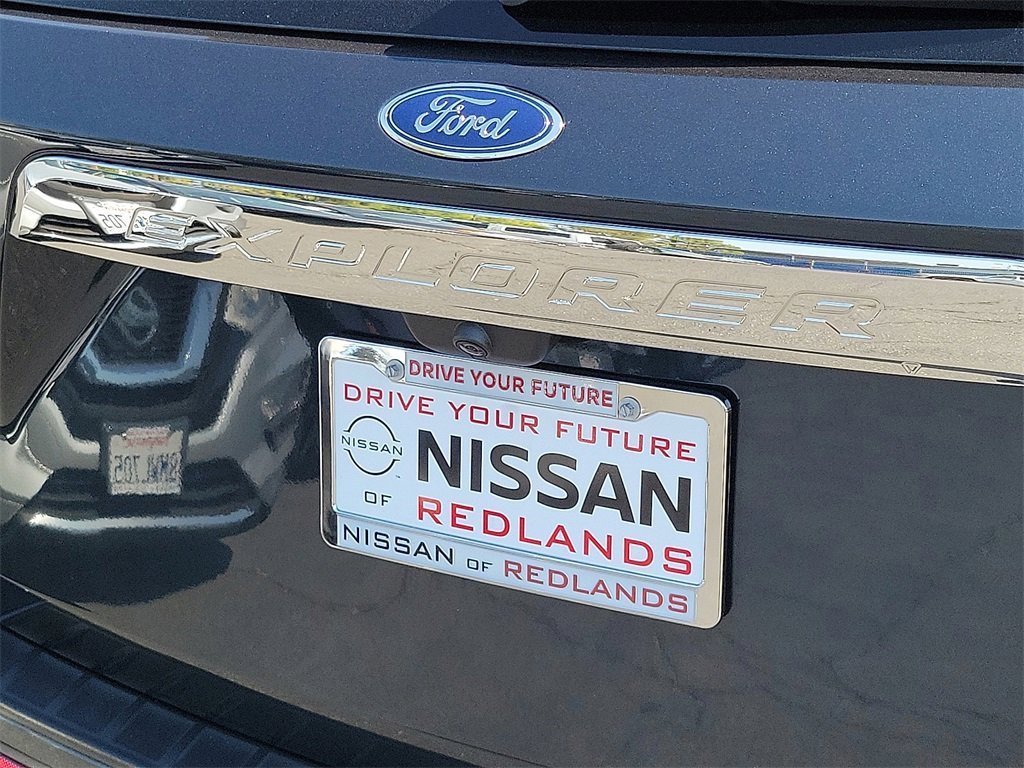 Ford
EXPLORER
DRIVE YOUR FUTURE
DRIVE YOUR FUTURE
NISSAN
NISSAN
OF REDLANDS
NISSAN OF REDLANDS